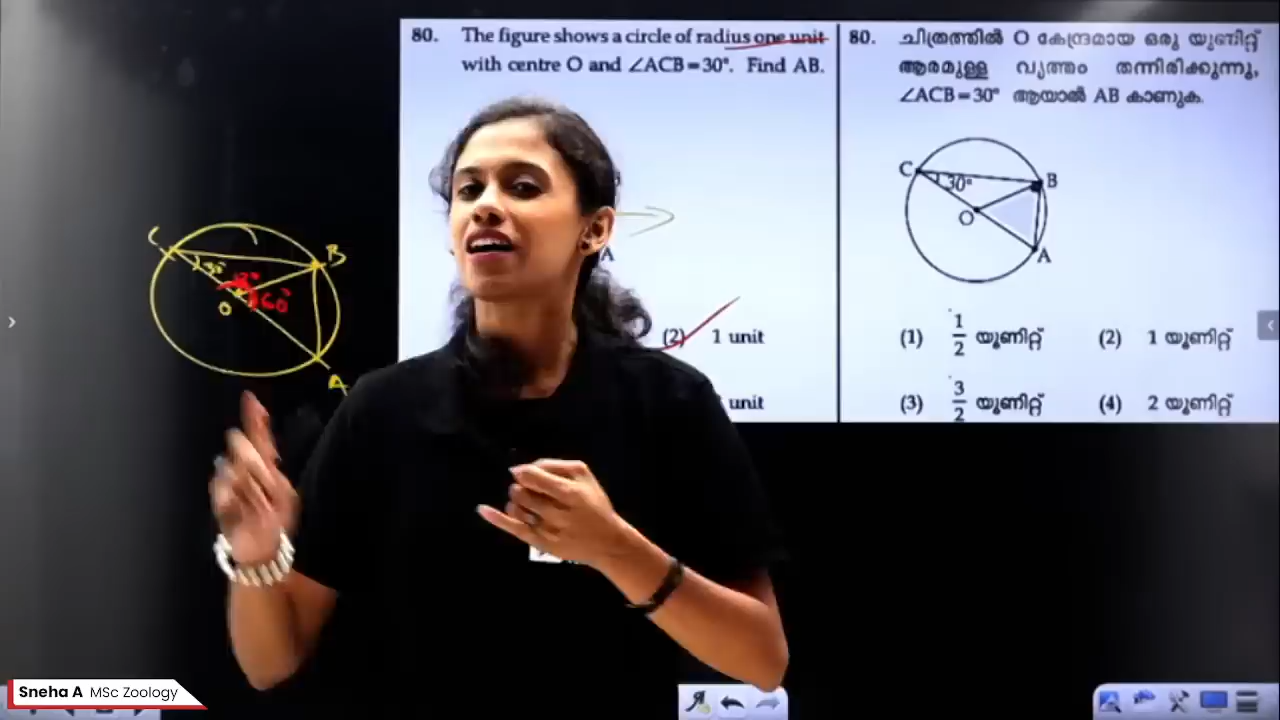 80. The figure shows a circle of radius one unit
with centre O and ∠ACB=30°. Find AB.
A
(2) 1 unit
unit
80. ചിത്രത്തിൽ O കേന്ദ്രമായ ഒരു യൂണിറ്റ്
ആരമുള്ള വൃത്തം തന്നിരിക്കുന്നു,
∠ACB=30° ആയാൽ AB കാണുക.
C
30°
B
O
A
(1) 1/2 യൂണിറ്റ് (2) 1 യൂണിറ്റ്
(3) 3/2 യൂണിറ്റ് (4) 2 യൂണിറ്റ്
C
B
30°
60°
O
A
Sneha A MSc Zoology